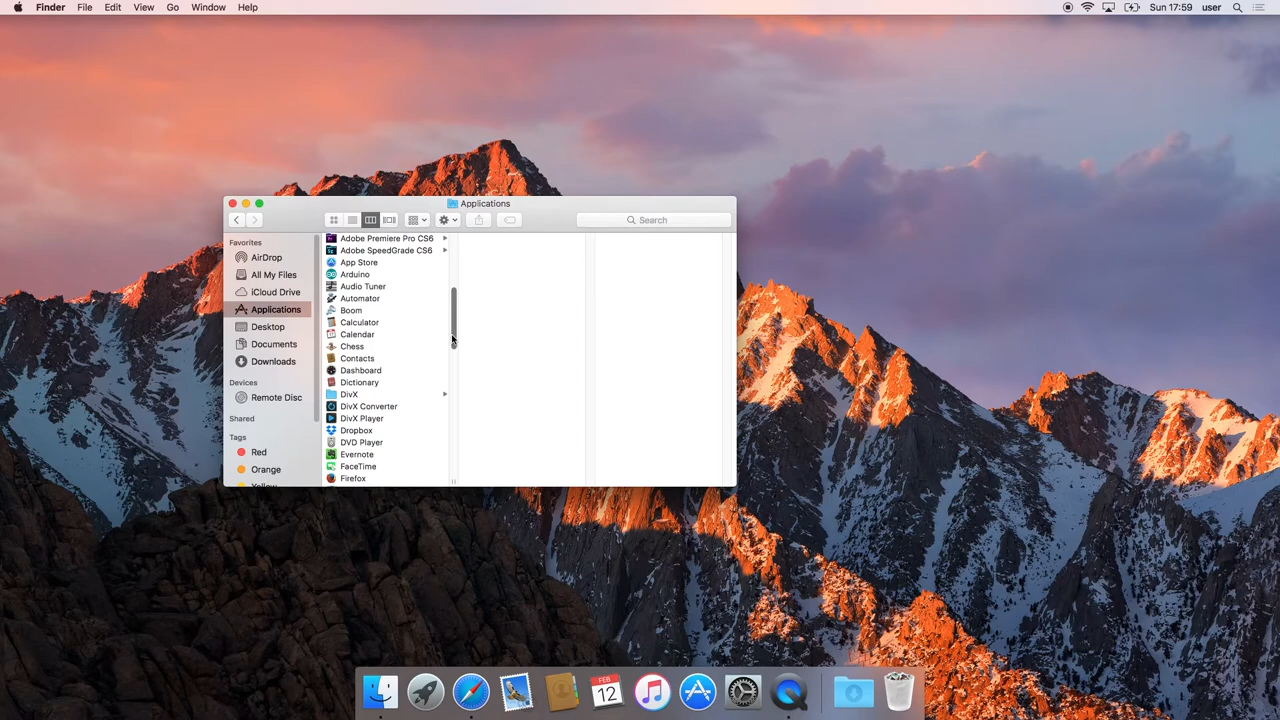 Finder File Edit View Go Window Help
Sun 17:59 user
Applications
Search
Favorites
AirDrop
All My Files
iCloud Drive
Applications
Desktop
Documents
Downloads
Devices
Remote Disc
Shared
Tags
Red
Orange
Yellow
Adobe Premiere Pro CS6
Adobe SpeedGrade CS6
App Store
Arduino
Audio Tuner
Automator
Boom
Calculator
Calendar
Chess
Contacts
Dashboard
Dictionary
DivX
DivX Converter
DivX Player
Dropbox
DVD Player
Evernote
FaceTime
Firefox
FEB
12